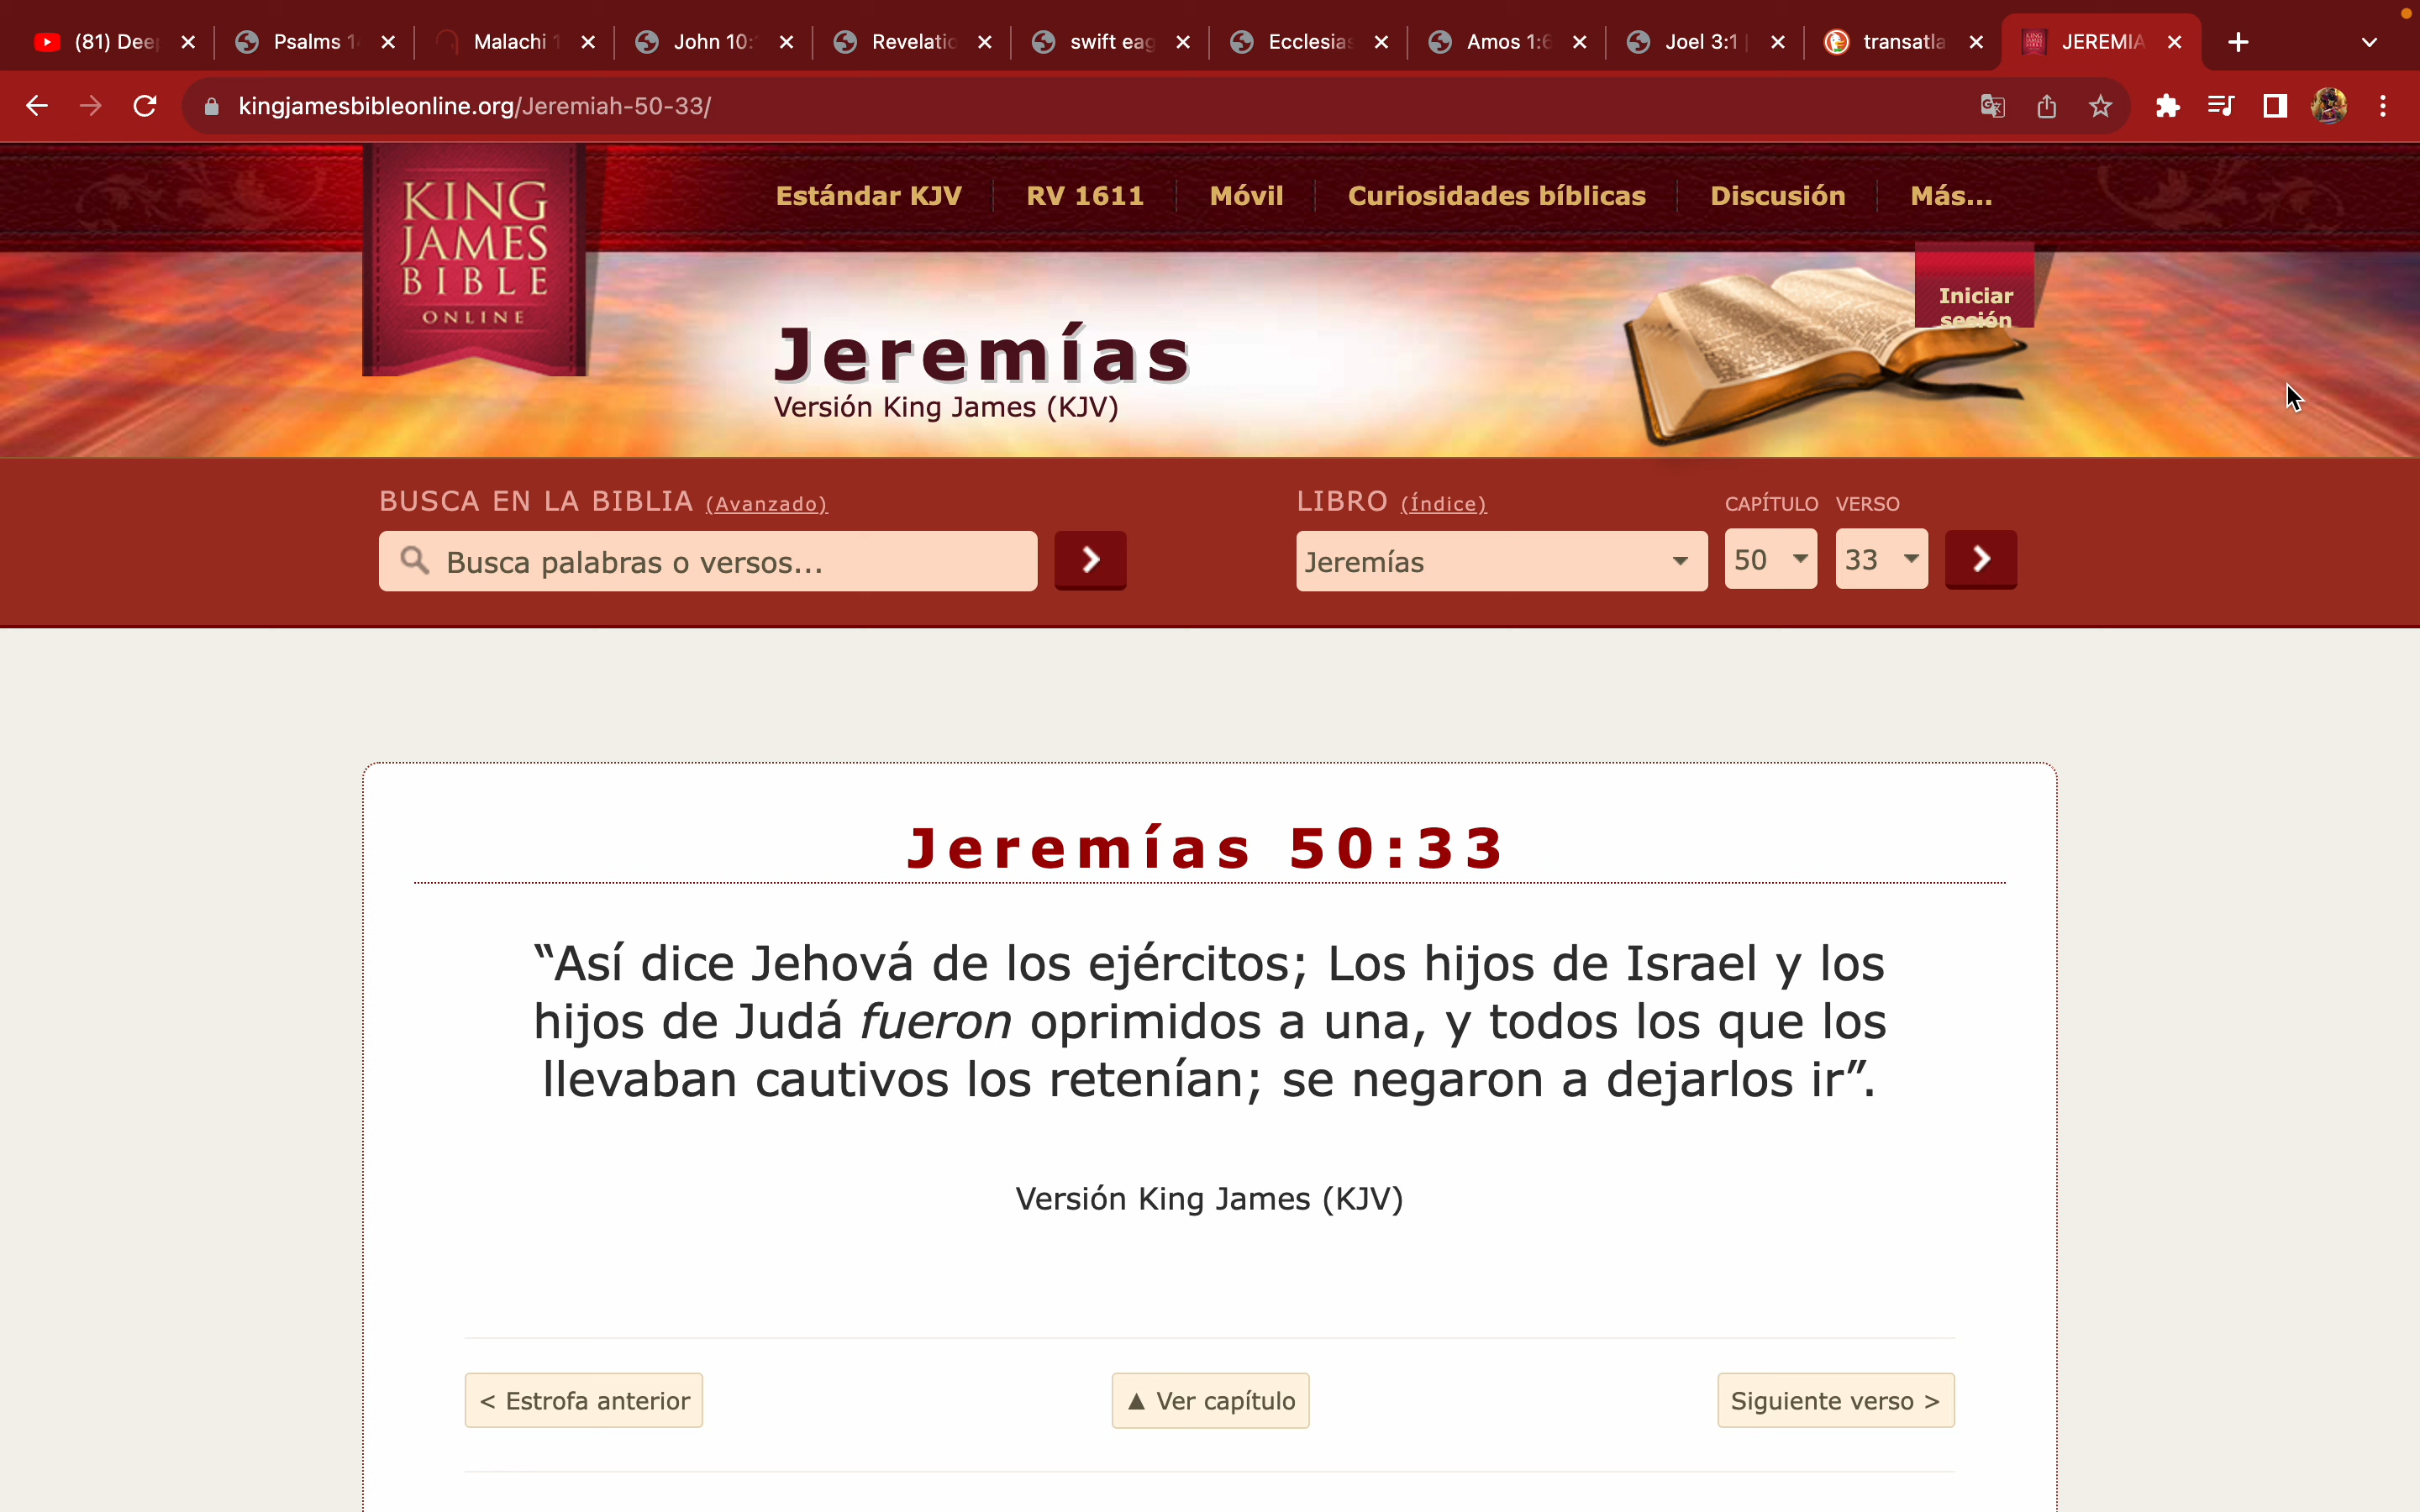 (81) Dee
Psalms 1
Malachi 1
John 10:
Revelatio
swift eag
Ecclesias
Amos 1:6
Joel 3:1
transatla
JEREMIA
kingjamesbibleonline.org/Jeremiah-50-33/
KING
JAMES
BIBLE
ONLINE
Estándar KJV
RV 1611
Móvil
Curiosidades bíblicas
Discusión
Más...
Iniciar
sesión
Jeremías
Versión King James (KJV)
BUSCA EN LA BIBLIA (Avanzado)
LIBRO (Índice)
CAPÍTULO
VERSO
Busca palabras o versos...
Jeremías
50
33
Jeremías 50:33
“Así dice Jehová de los ejércitos; Los hijos de Israel y los
hijos de Judá fueron oprimidos a una, y todos los que los
llevaban cautivos los retenían; se negaron a dejarlos ir”.
Versión King James (KJV)
< Estrofa anterior
▲ Ver capítulo
Siguiente verso >